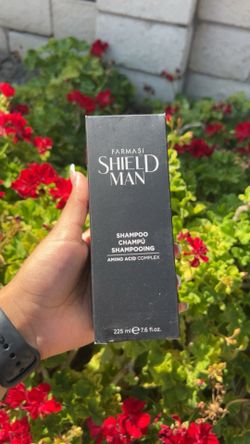 FARMASI
SHIELD
MAN
SHAMPOO
CHAMPÚ
SHAMPOOING
AMINO ACID COMPLEX
225 ml ℮ 7.6 fl.oz.